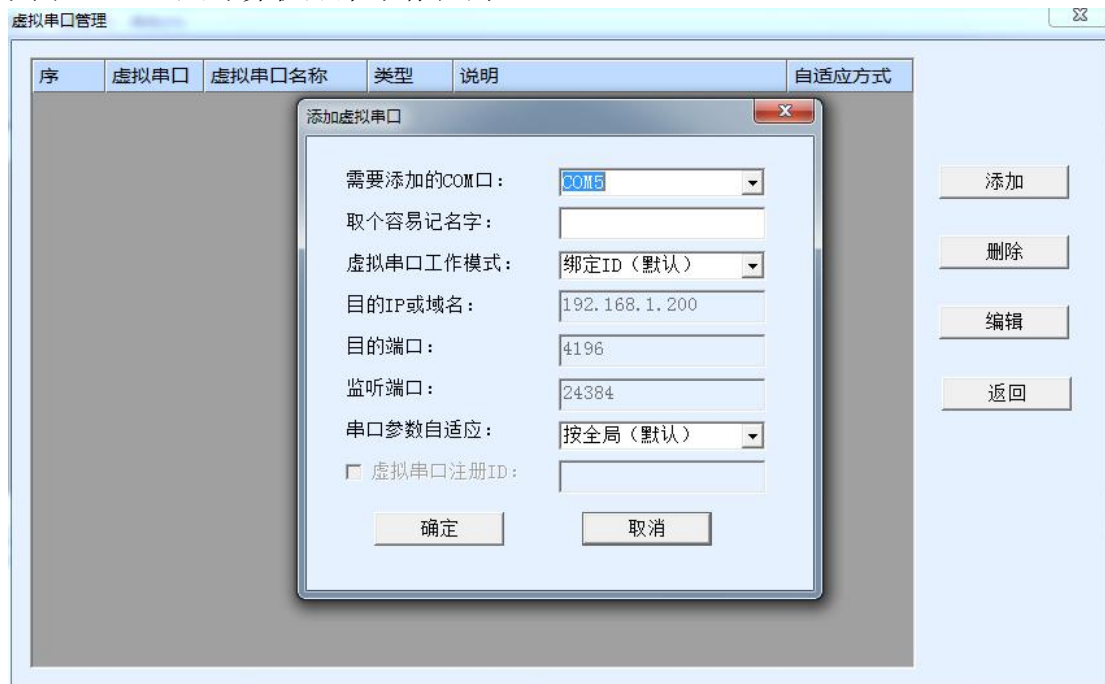 虚拟串口管理
序 虚拟串口 虚拟串口名称 类型 说明 自适应方式
添加虚拟串口
需要添加的COM口： COM5
取个容易记名字：
虚拟串口工作模式： 绑定ID（默认）
目的IP或域名： 192.168.1.200
目的端口： 4196
监听端口： 24384
串口参数自适应： 按全局（默认）
虚拟串口注册ID：
确定 取消
添加
删除
编辑
返回